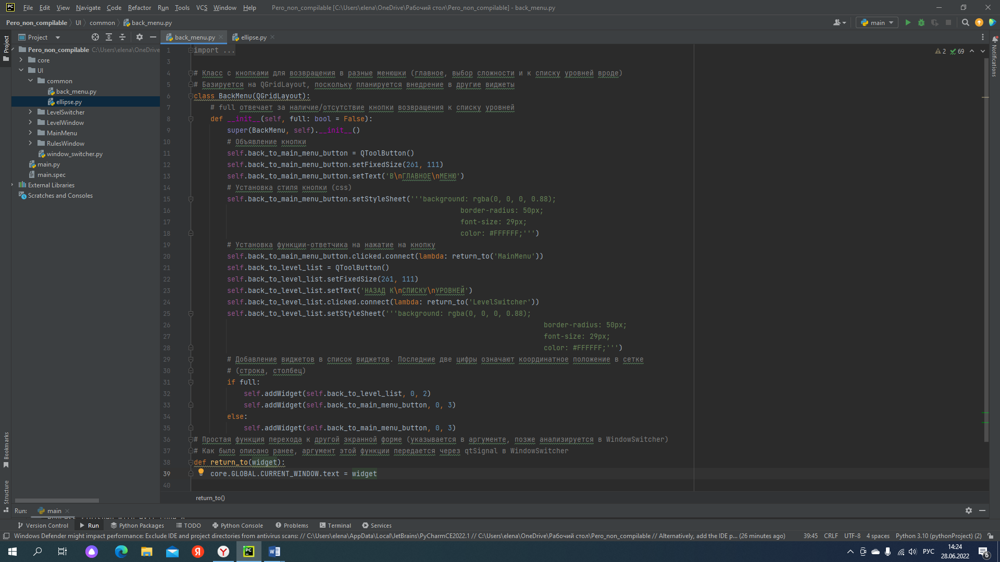 File Edit View Navigate Code Refactor Run Tools VCS Window Help Pero_non_compilable [C:\Users\elena\OneDrive\Рабочий стол\Pero_non_compilable] - back_menu.py
Pero_non_compilable UI common back_menu.py main
Project back_menu.py ellipse.py
Project
Pero_non_compilable C:\Users\elena\OneDrive
core
UI
common
back_menu.py
ellipse.py
LevelSwitcher
LevelWindow
MainMenu
RulesWindow
window_switcher.py
main.py
main.spec
External Libraries
Scratches and Consoles
Bookmarks
Structure
Notifications
2 69
1 import ...
3
4 # Класс с кнопками для возвращения в разные менюшки (главное, выбор сложности и к списку уровней вроде)
5 # Базируется на QGridLayout, поскольку планируется внедрение в другие виджеты
6 class BackMenu(QGridLayout):
7 # full отвечает за наличие/отсутствие кнопки возвращения к списку уровней
8 def __init__(self, full: bool = False):
9 super(BackMenu, self).__init__()
10 # Объявление кнопки
11 self.back_to_main_menu_button = QToolButton()
12 self.back_to_main_menu_button.setFixedSize(261, 111)
13 self.back_to_main_menu_button.setText('В\nГЛАВНОЕ\nМЕНЮ')
14 # Установка стиля кнопки (css)
15 self.back_to_main_menu_button.setStyleSheet('''background: rgba(0, 0, 0, 0.88);
16 border-radius: 50px;
17 font-size: 29px;
18 color: #FFFFFF;''')
19 # Установка функции-ответчика на нажатие на кнопку
20 self.back_to_main_menu_button.clicked.connect(lambda: return_to('MainMenu'))
21 self.back_to_level_list = QToolButton()
22 self.back_to_level_list.setFixedSize(261, 111)
23 self.back_to_level_list.setText('НАЗАД К\nСПИСКУ\nУРОВНЕЙ')
24 self.back_to_level_list.clicked.connect(lambda: return_to('LevelSwitcher'))
25 self.back_to_level_list.setStyleSheet('''background: rgba(0, 0, 0, 0.88);
26 border-radius: 50px;
27 font-size: 29px;
28 color: #FFFFFF;''')
29 # Добавление виджетов в список виджетов. Последние две цифры означают координатное положение в сетке
30 # (строка, столбец)
31 if full:
32 self.addWidget(self.back_to_level_list, 0, 2)
33 self.addWidget(self.back_to_main_menu_button, 0, 3)
34 else:
35 self.addWidget(self.back_to_main_menu_button, 0, 3)
36 # Простая функция перехода к другой экранной форме (указывается в аргументе, позже анализируется в WindowSwitcher)
37 # Как было описано ранее, аргумент этой функции передается через qtSignal в WindowSwitcher
38 def return_to(widget):
39 core.GLOBAL.CURRENT_WINDOW.text = widget
40
return_to()
Run: main
Version Control Run Python Packages TODO Python Console Problems Terminal Services
Windows Defender might impact performance: Exclude IDE and project directories from antivirus scans: // C:\Users\elena\AppData\Local\JetBrains\PyCharmCE2022.1 // C:\Users\elena\OneDrive\Рабочий стол\Pero_non_compilable // Alternatively, add the IDE p... (26 minutes ago) 39:45 CRLF UTF-8 4 spaces Python 3.10 (pythonProject) (2)
РУС 14:24
28.06.2022 6